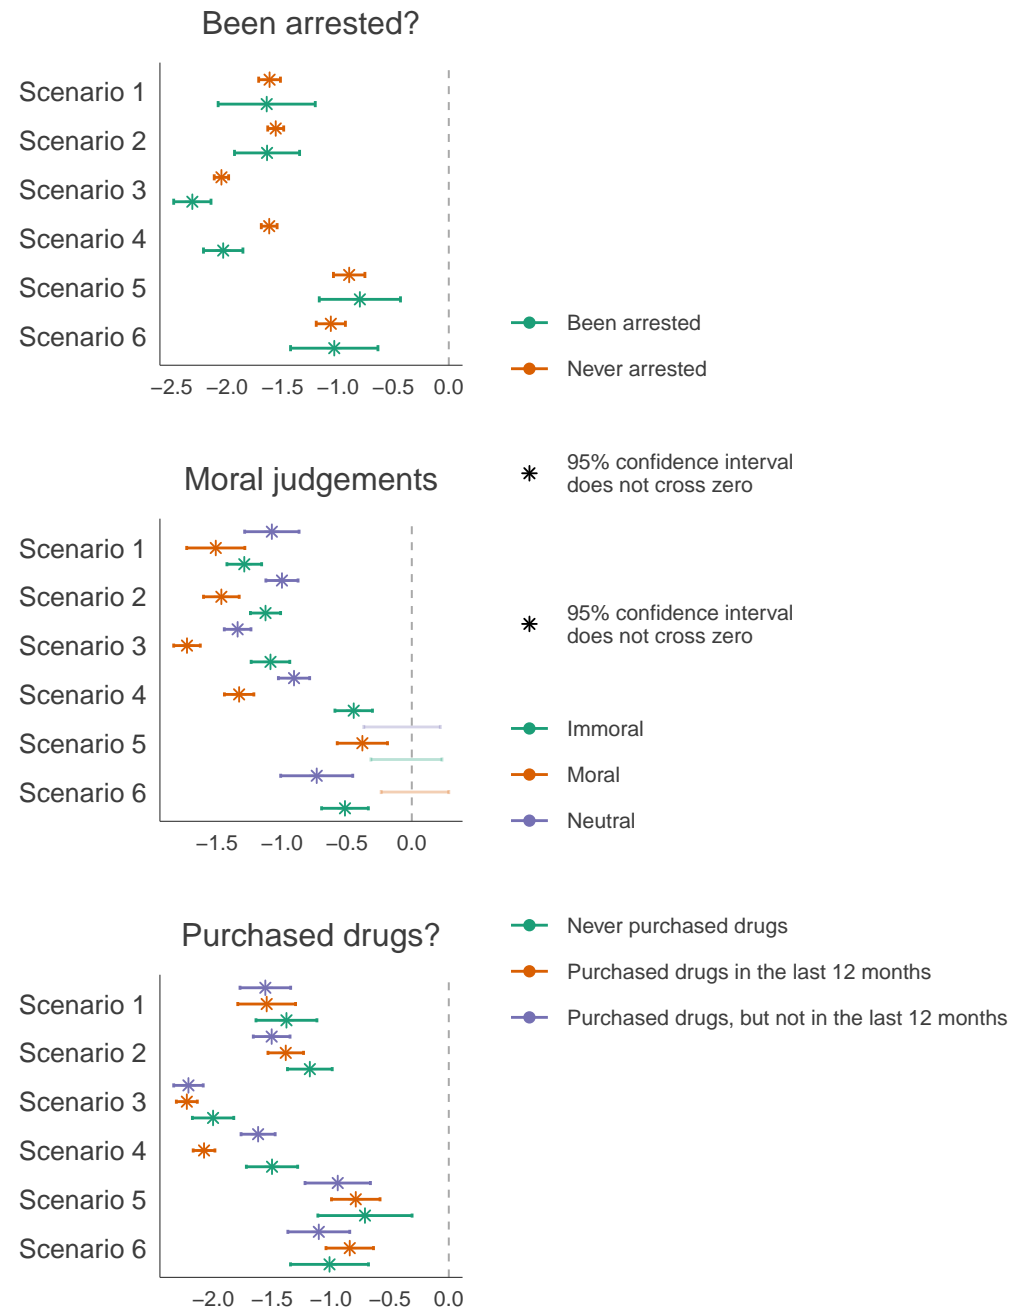 Been arrested?
Scenario 1
Scenario 2
Scenario 3
Scenario 4
Scenario 5
Scenario 6
−2.5 −2.0 −1.5 −1.0 −0.5 0.0
Been arrested
Never arrested
95% confidence interval
does not cross zero
Moral judgements
Scenario 1
Scenario 2
Scenario 3
Scenario 4
Scenario 5
Scenario 6
−1.5 −1.0 −0.5 0.0
95% confidence interval
does not cross zero
Immoral
Moral
Neutral
Purchased drugs?
Scenario 1
Scenario 2
Scenario 3
Scenario 4
Scenario 5
Scenario 6
−2.0 −1.5 −1.0 −0.5 0.0
Never purchased drugs
Purchased drugs in the last 12 months
Purchased drugs, but not in the last 12 months